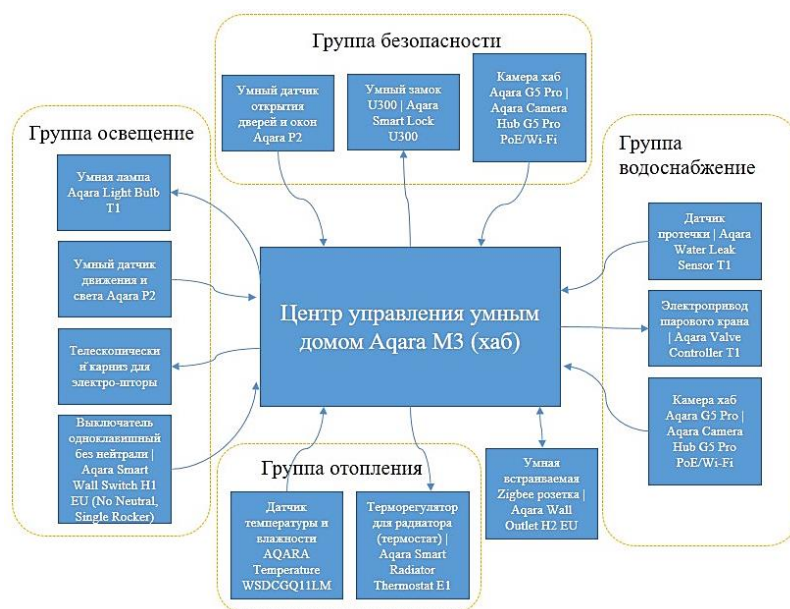 Группа безопасности
Умный датчик
открытия
дверей и окон
Aqara P2
Умный замок
U300 | Aqara
Smart Lock
U300
Камера хаб
Aqara G5 Pro |
Aqara Camera
Hub G5 Pro
PoE/Wi-Fi
Группа освещение
Умная лампа
Aqara Light Bulb
T1
Умный датчик
движения и
света Aqara P2
Телескопически
й карниз для
электро-шторы
Выключатель
одноклавишный
без нейтрали |
Aqara Smart
Wall Switch H1
EU (No Neutral,
Single Rocker)
Центр управления умным
домом Aqara M3 (хаб)
Группа
водоснабжение
Датчик
протечки | Aqara
Water Leak
Sensor T1
Электропривод
шарового крана
| Aqara Valve
Controller T1
Камера хаб
Aqara G5 Pro |
Aqara Camera
Hub G5 Pro
PoE/Wi-Fi
Группа отопления
Датчик
температуры и
влажности
AQARA
Temperature
WSDCGQ11LM
Терморегулятор
для радиатора
(термостат) |
Aqara Smart
Radiator
Thermostat E1
Умная
встраиваемая
Zigbee розетка |
Aqara Wall
Outlet H2 EU